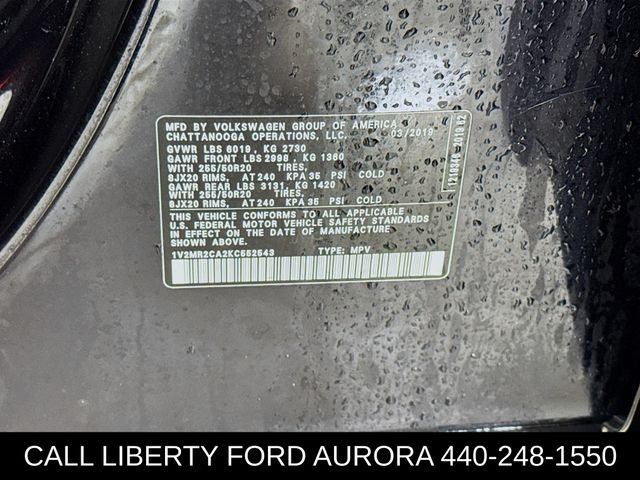 MFD BY VOLKSWAGEN GROUP OF AMERICA
CHATTANOOGA OPERATIONS, LLC. 03/2019
GVWR LBS 6019, KG 2730
GAWR FRONT LBS 2998, KG 1360
WITH 255/50R20 TIRES,
8JX20 RIMS, AT 240 KPA 35 PSI COLD
GAWR REAR LBS 3131, KG 1420
WITH 255/50R20 TIRES,
8JX20 RIMS, AT 240 KPA 35 PSI COLD
THIS VEHICLE CONFORMS TO ALL APPLICABLE
U.S. FEDERAL MOTOR VEHICLE SAFETY STANDARDS
IN EFFECT ON THE DATE OF MANUFACTURE
SHOWN ABOVE.
1V2MR2CA2KC552543 TYPE: MPV
CALL LIBERTY FORD AURORA 440-248-1550